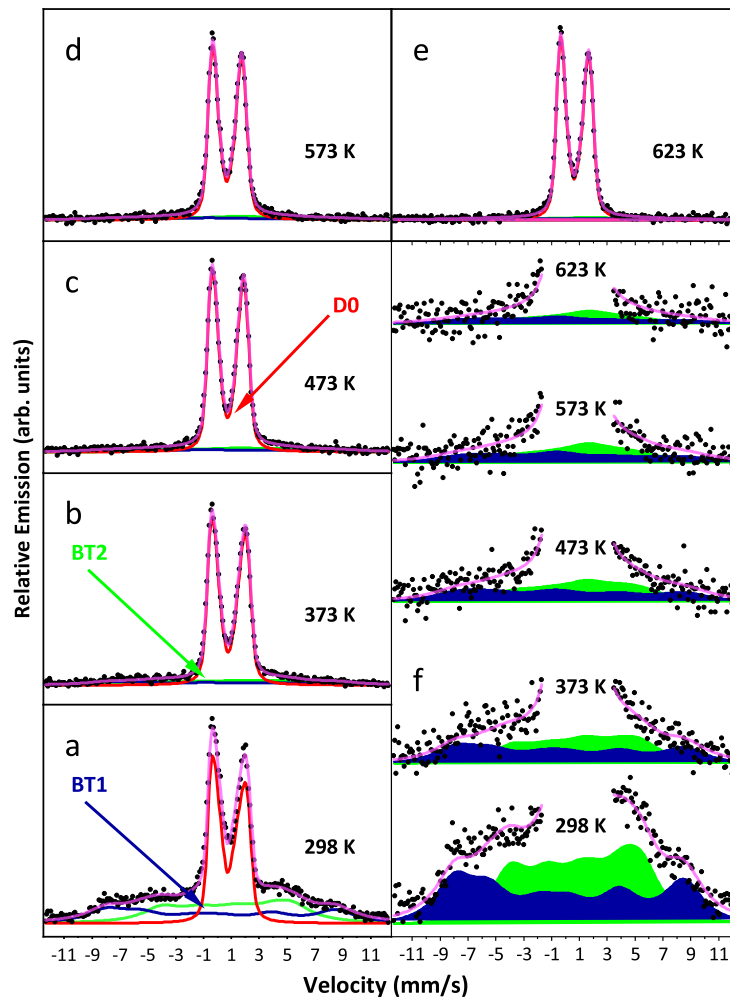 d
573 K
e
623 K
c
D0
473 K
623 K
573 K
473 K
b
BT2
373 K
f
373 K
298 K
a
BT1
298 K
Relative Emission (arb. units)
-11 -9 -7 -5 -3 -1 1 3 5 7 9 11
-11 -9 -7 -5 -3 -1 1 3 5 7 9 11
Velocity (mm/s)